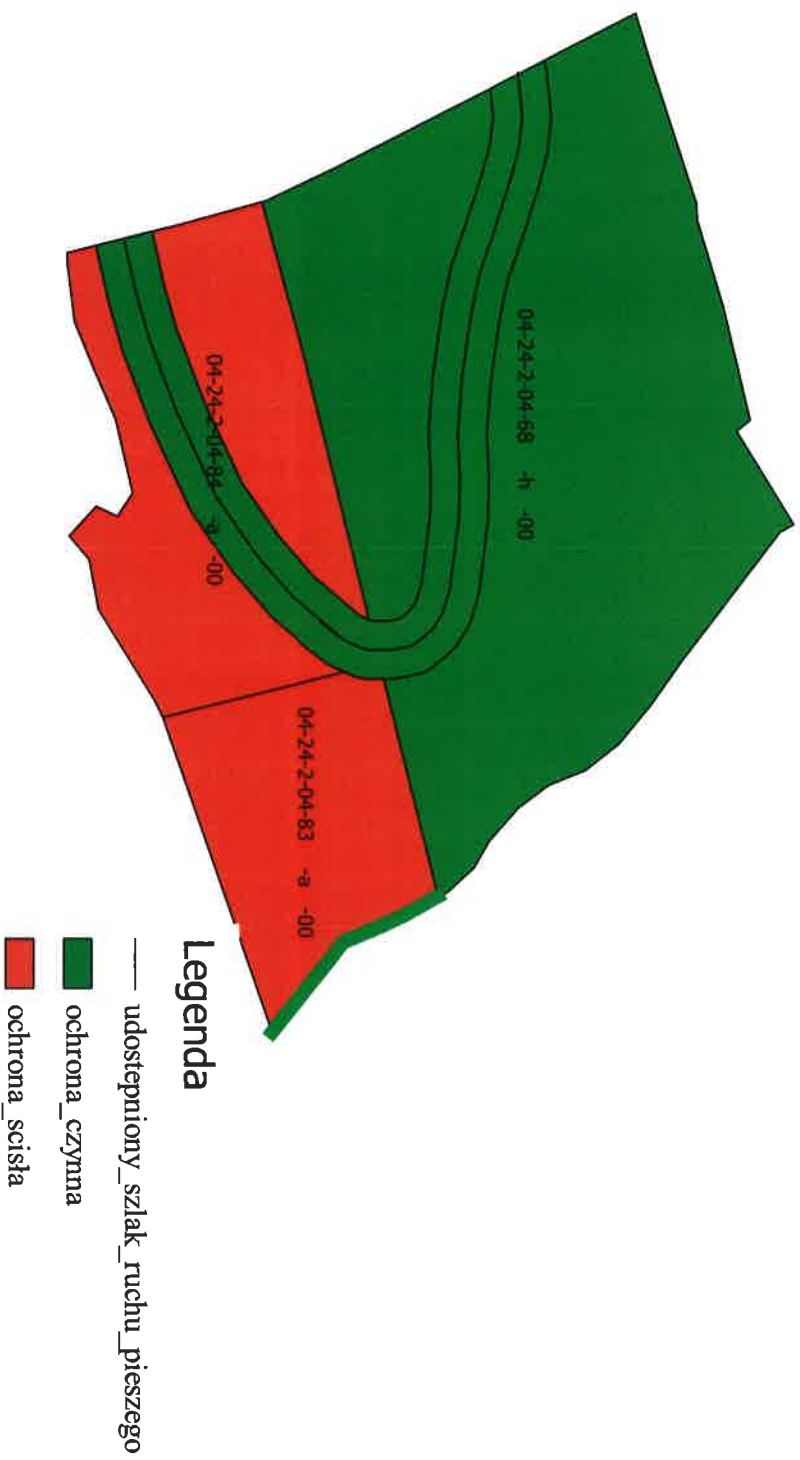 04-24-2-04-68 -h -00
04-24-2-04-84 -a -00
04-24-2-04-83 -a -00
Legenda
udostepniony_szlak_ruchu_pieszego
ochrona_czynna
ochrona_scisła